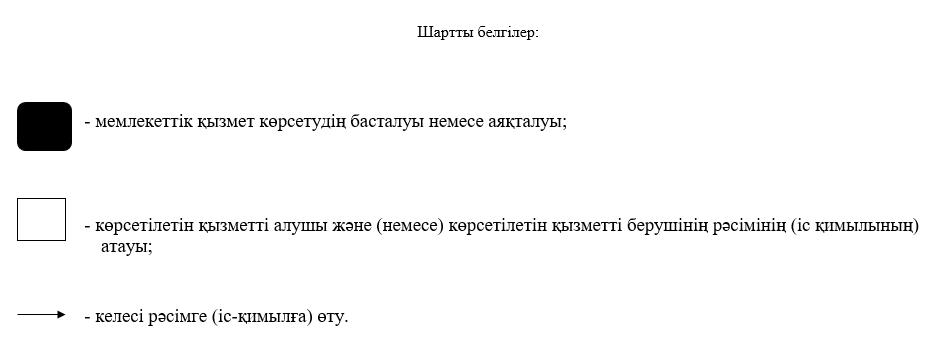 Шартты белгілер:
- мемлекеттік қызмет көрсетудің басталуы немесе аяқталуы;
- көрсетілетін қызметті алушы және (немесе) көрсетілетін қызметті берушінің рәсімінің (іс қимылының)
атауы;
- келесі рәсімге (іс-қимылға) өту.